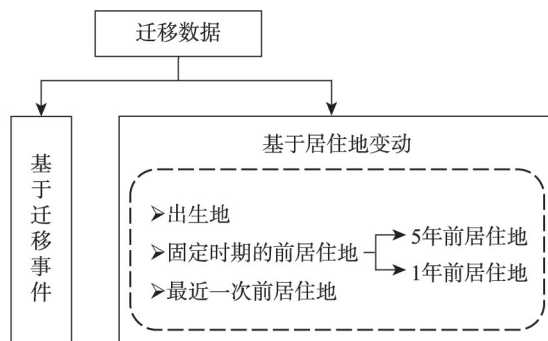 迁移数据
基于迁移事件
基于居住地变动
➢出生地
➢固定时期的前居住地
5年前居住地
1年前居住地
➢最近一次前居住地